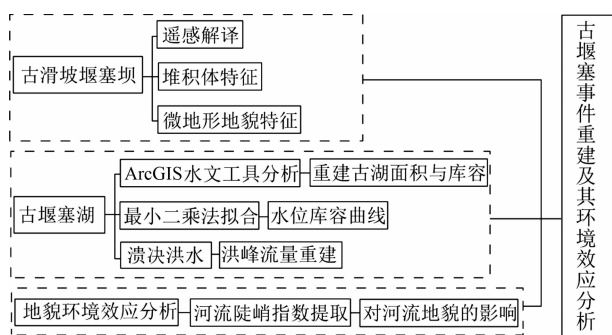 古滑坡堰塞坝
遥感解译
堆积体特征
微地形地貌特征
古堰塞湖
ArcGIS水文工具分析
重建古湖面积与库容
最小二乘法拟合
水位库容曲线
溃决洪水
洪峰流量重建
地貌环境效应分析
河流陡峭指数提取
对河流地貌的影响
古堰塞事件重建及其环境效应分析